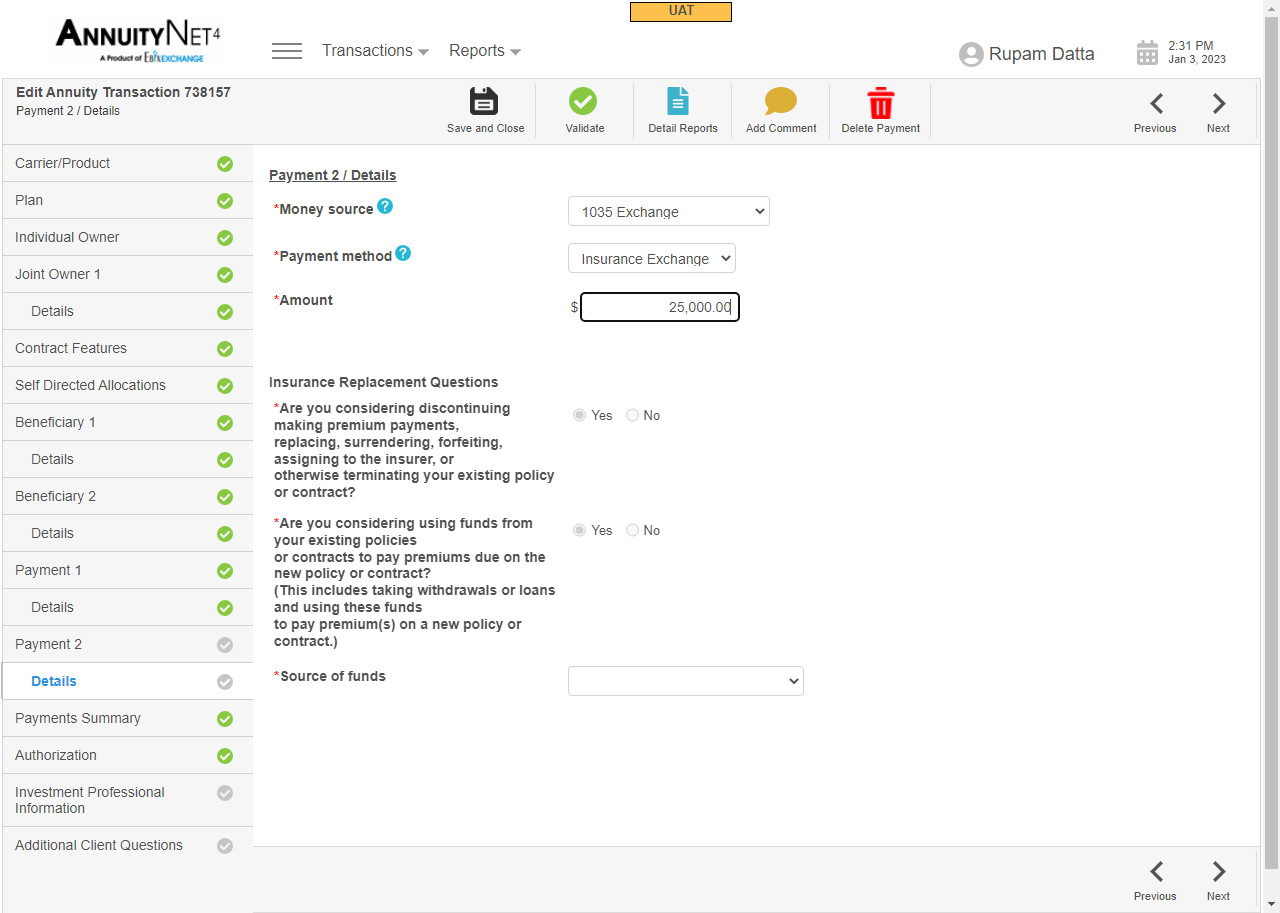 UAT
ANNUITYNET4
A Product of EBIXEXCHANGE
Transactions
Reports
Rupam Datta
2:31 PM
Jan 3, 2023
Edit Annuity Transaction 738157
Payment 2 / Details
Save and Close
Validate
Detail Reports
Add Comment
Delete Payment
Previous
Next
Carrier/Product
Plan
Individual Owner
Joint Owner 1
Details
Contract Features
Self Directed Allocations
Beneficiary 1
Details
Beneficiary 2
Details
Payment 1
Details
Payment 2
Details
Payments Summary
Authorization
Investment Professional
Information
Additional Client Questions
Payment 2 / Details
*Money source ?
1035 Exchange
*Payment method ?
Insurance Exchange
*Amount
$ 25,000.00
Insurance Replacement Questions
*Are you considering discontinuing
making premium payments,
replacing, surrendering, forfeiting,
assigning to the insurer, or
otherwise terminating your existing policy
or contract?
Yes No
*Are you considering using funds from
your existing policies
or contracts to pay premiums due on the
new policy or contract?
(This includes taking withdrawals or loans
and using these funds
to pay premium(s) on a new policy or
contract.)
Yes No
*Source of funds
Previous
Next